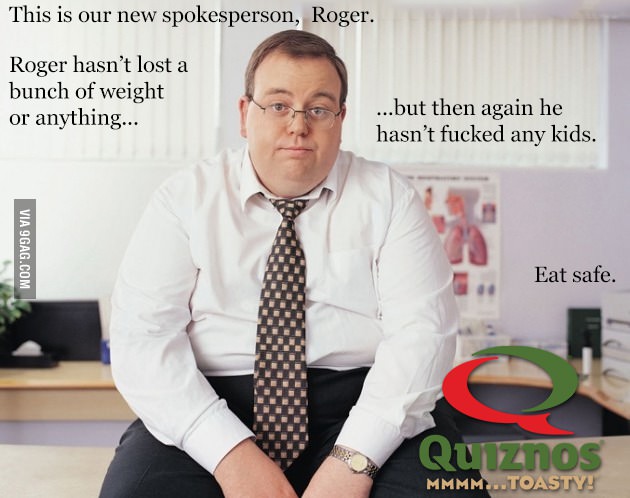 This is our new spokesperson, Roger.
Roger hasn't lost a
bunch of weight
or anything...
...but then again he
hasn't fucked any kids.
Eat safe.
VIA 9GAG.COM
Quiznos
MMMM...TOASTY!